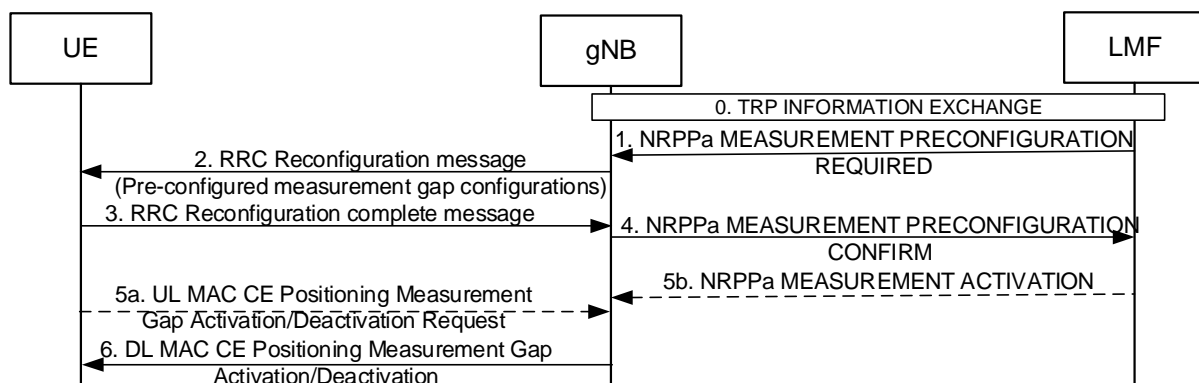 UE
gNB
LMF
0. TRP INFORMATION EXCHANGE
1. NRPPa MEASUREMENT PRECONFIGURATION
REQUIRED
2. RRC Reconfiguration message
(Pre-configured measurement gap configurations)
3. RRC Reconfiguration complete message
4. NRPPa MEASUREMENT PRECONFIGURATION
CONFIRM
5a. UL MAC CE Positioning Measurement
Gap Activation/Deactivation Request
5b. NRPPa MEASUREMENT ACTIVATION
6. DL MAC CE Positioning Measurement Gap
Activation/Deactivation